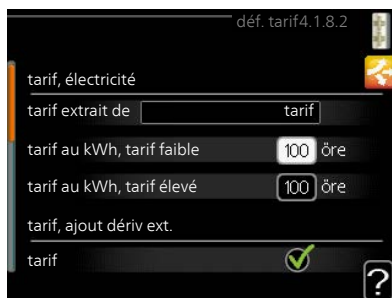 déf. tarif4.1.8.2
tarif, électricité
tarif extrait de tarif
tarif au kWh, tarif faible 100 öre
tarif au kWh, tarif élevé 100 öre
tarif, ajout dériv ext.
tarif
?